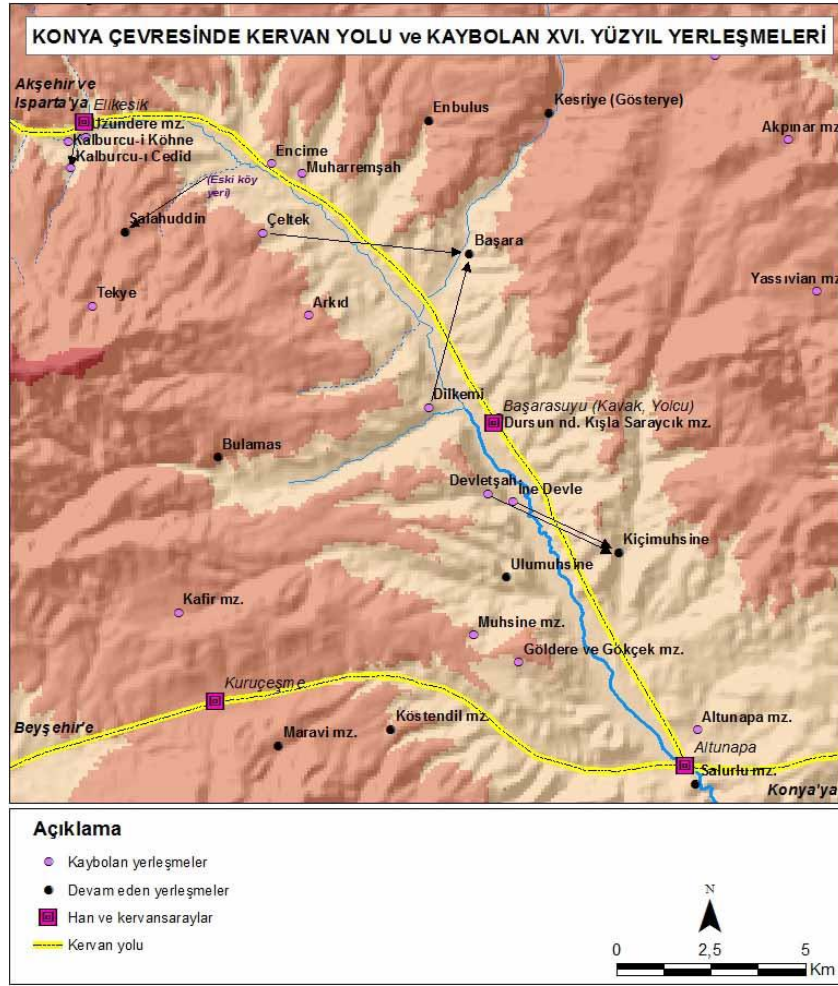 KONYA ÇEVRESİNDE KERVAN YOLU ve KAYBOLAN XVI. YÜZYIL YERLEŞMELERİ
Akşehir ve
Isparta'ya
Elikesik
Uzundere mz.
Kalburcu-i Köhne
Kalburcu-ı Cedid
Enbulus
Kesriye (Gösterye)
Akpınar mz.
Encime
Muharremşah
(Eski köy
yeri)
Salahuddin
Çeltek
Başara
Tekye
Arkıd
Yassıvian mz
Dilkemi
Başarasuyu (Kavak, Yolcu)
Dursun nd. Kışla Saraycık mz.
Bulamas
Devletşah
İne Devle
Kiçimuhsine
Ulumuhsine
Kafir mz.
Muhsine mz.
Göldere ve Gökçek mz.
Kuruçeşme
Beyşehir'e
Maravi mz.
Köstendil mz.
Altunapa mz.
Altunapa
Salurlu mz.
Konya'ya
Açıklama
Kaybolan yerleşmeler
Devam eden yerleşmeler
Han ve kervansaraylar
Kervan yolu
N
0 2,5 5
Km